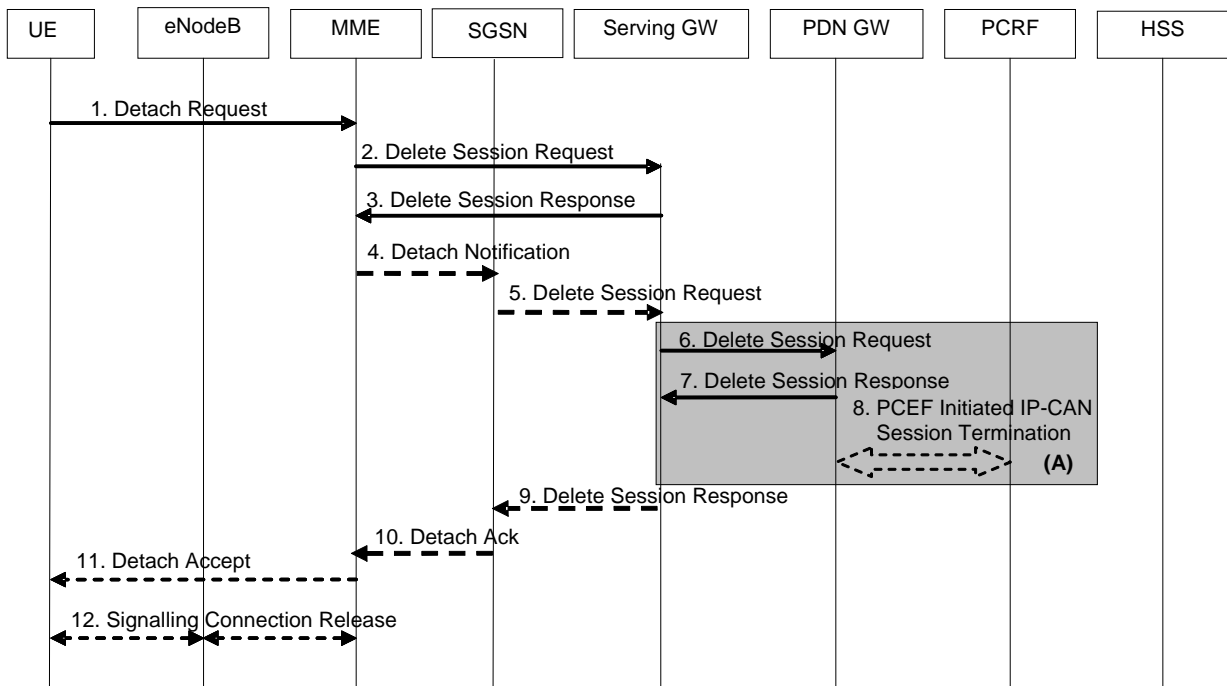 UE
eNodeB
MME
SGSN
Serving GW
PDN GW
PCRF
HSS
1. Detach Request
2. Delete Session Request
3. Delete Session Response
4. Detach Notification
5. Delete Session Request
6. Delete Session Request
7. Delete Session Response
8. PCEF Initiated IP-CAN
Session Termination
(A)
9. Delete Session Response
10. Detach Ack
11. Detach Accept
12. Signalling Connection Release